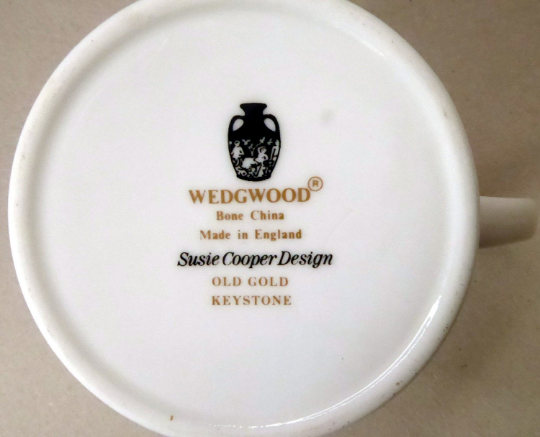 WEDGWOOD®
Bone China
Made in England
Susie Cooper Design
OLD GOLD
KEYSTONE